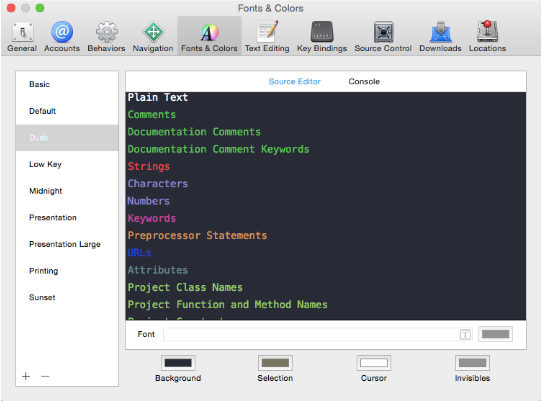 Fonts & Colors
General Accounts Behaviors Navigation Fonts & Colors Text Editing Key Bindings Source Control Downloads Locations
Basic
Default
Dusk
Low Key
Midnight
Presentation
Presentation Large
Printing
Sunset
+ −
Source Editor Console
Plain Text
Comments
Documentation Comments
Documentation Comment Keywords
Strings
Characters
Numbers
Keywords
Preprocessor Statements
URLs
Attributes
Project Class Names
Project Function and Method Names
Font
Background Selection Cursor Invisibles